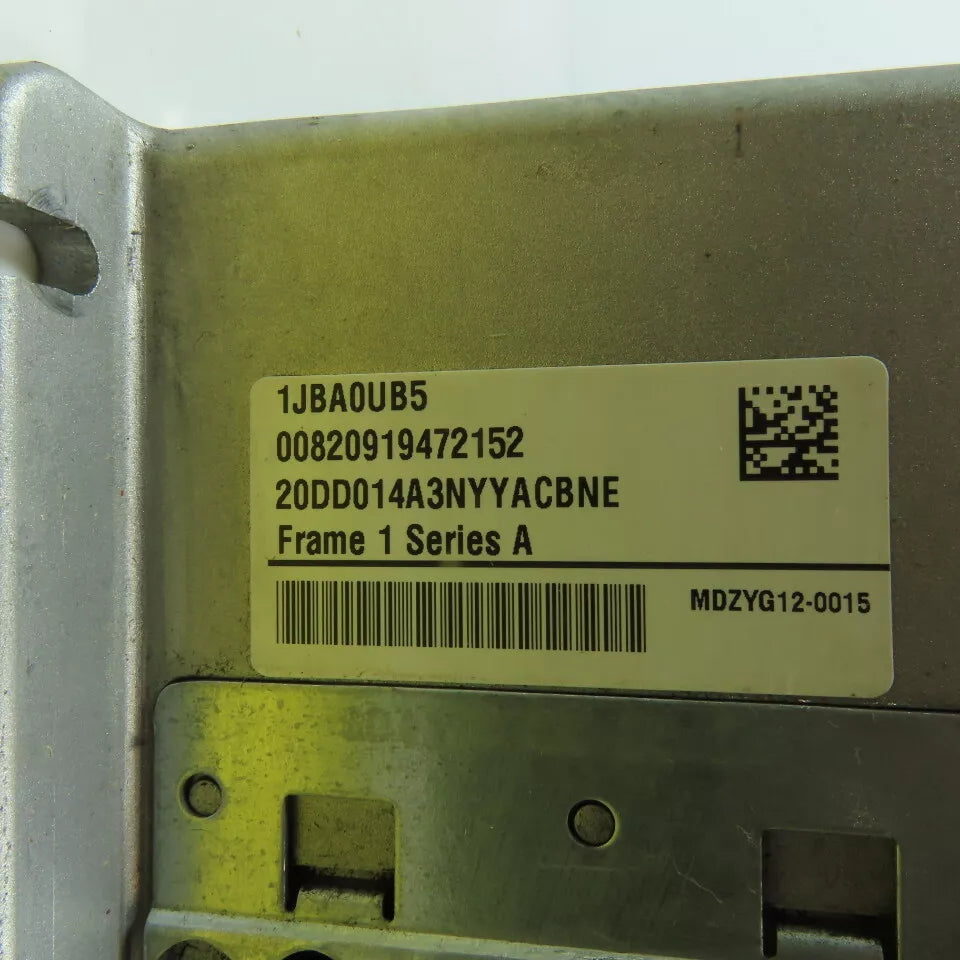 1JBA0UB5
00820919472152
20DD014A3NYYACBNE
Frame 1 Series A
MDZYG12-0015